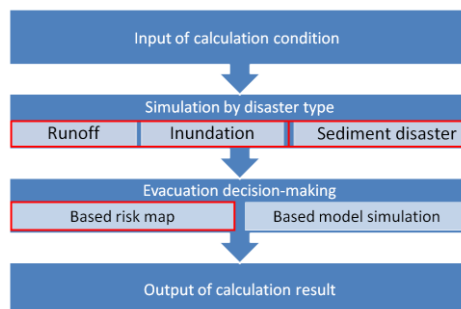 Input of calculation condition
Simulation by disaster type
Runoff Inundation Sediment disaster
Evacuation decision-making
Based risk map Based model simulation
Output of calculation result